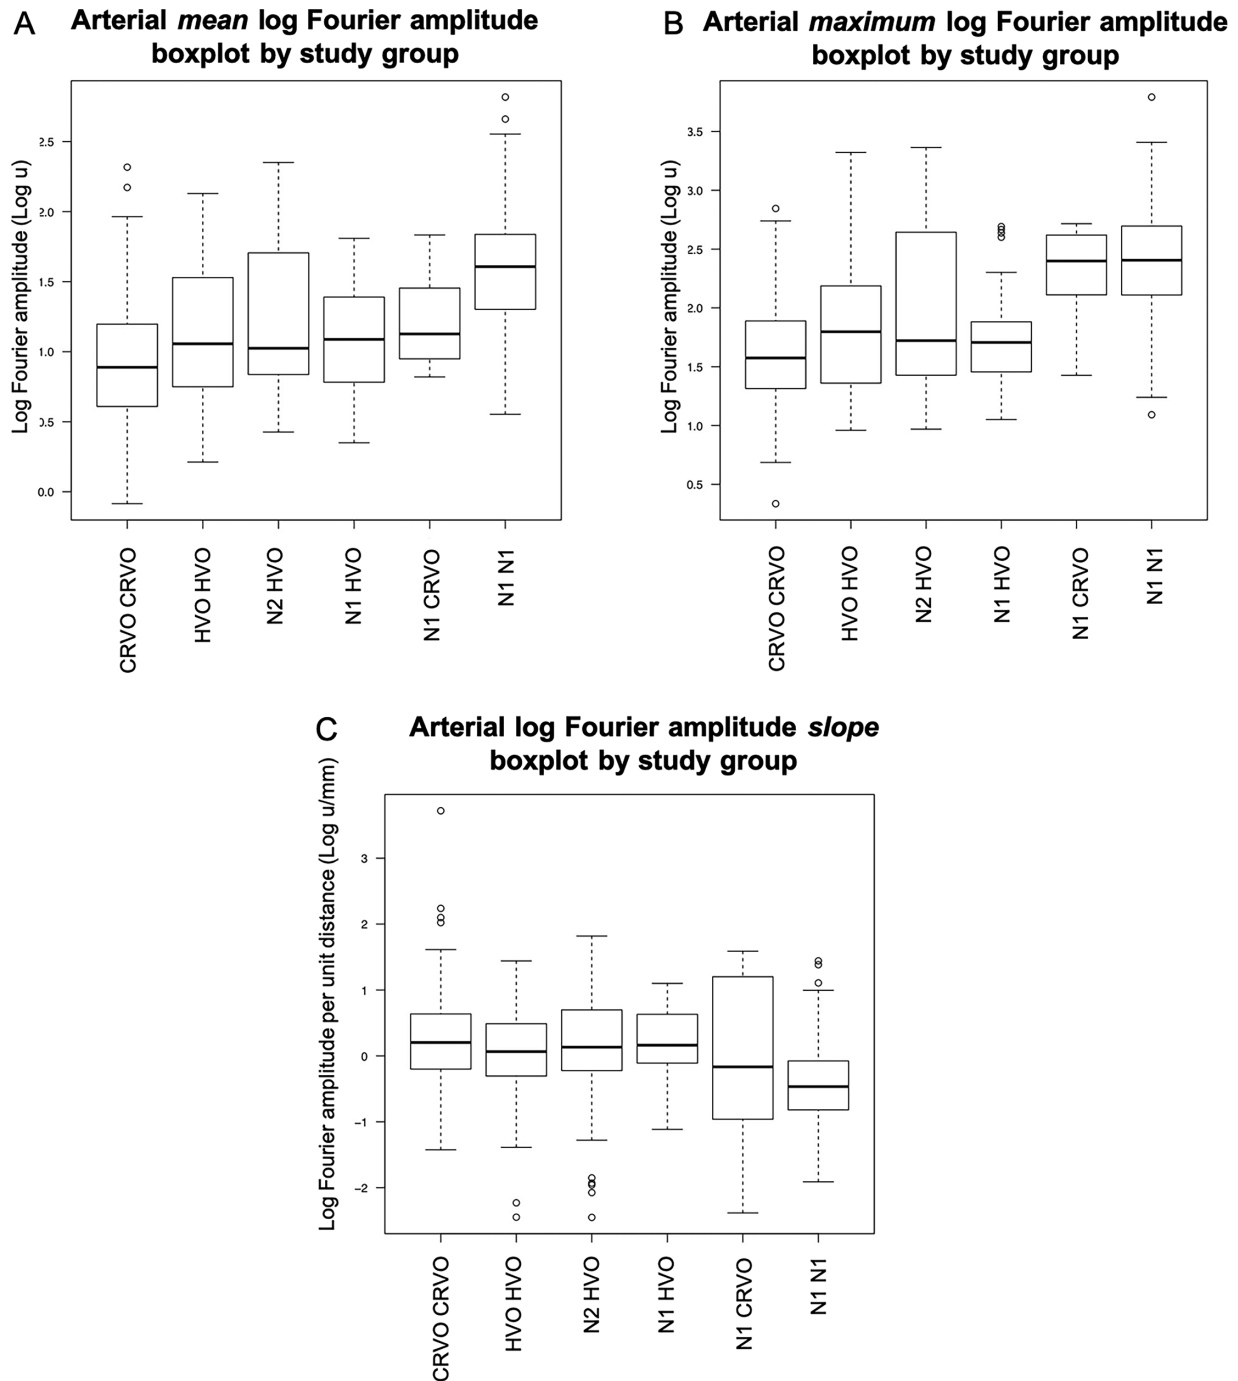 A
Arterial mean log Fourier amplitude
boxplot by study group
Log Fourier amplitude (Log u)
2.5
2.0
1.5
1.0
0.5
0.0
CRVO CRVO
HVO HVO
N2 HVO
N1 HVO
N1 CRVO
N1 N1
B
Arterial maximum log Fourier amplitude
boxplot by study group
Log Fourier amplitude (Log u)
3.5
3.0
2.5
2.0
1.5
1.0
0.5
CRVO CRVO
HVO HVO
N2 HVO
N1 HVO
N1 CRVO
N1 N1
C
Arterial log Fourier amplitude slope
boxplot by study group
Log Fourier amplitude per unit distance (Log u/mm)
3
2
1
0
−1
−2
CRVO CRVO
HVO HVO
N2 HVO
N1 HVO
N1 CRVO
N1 N1